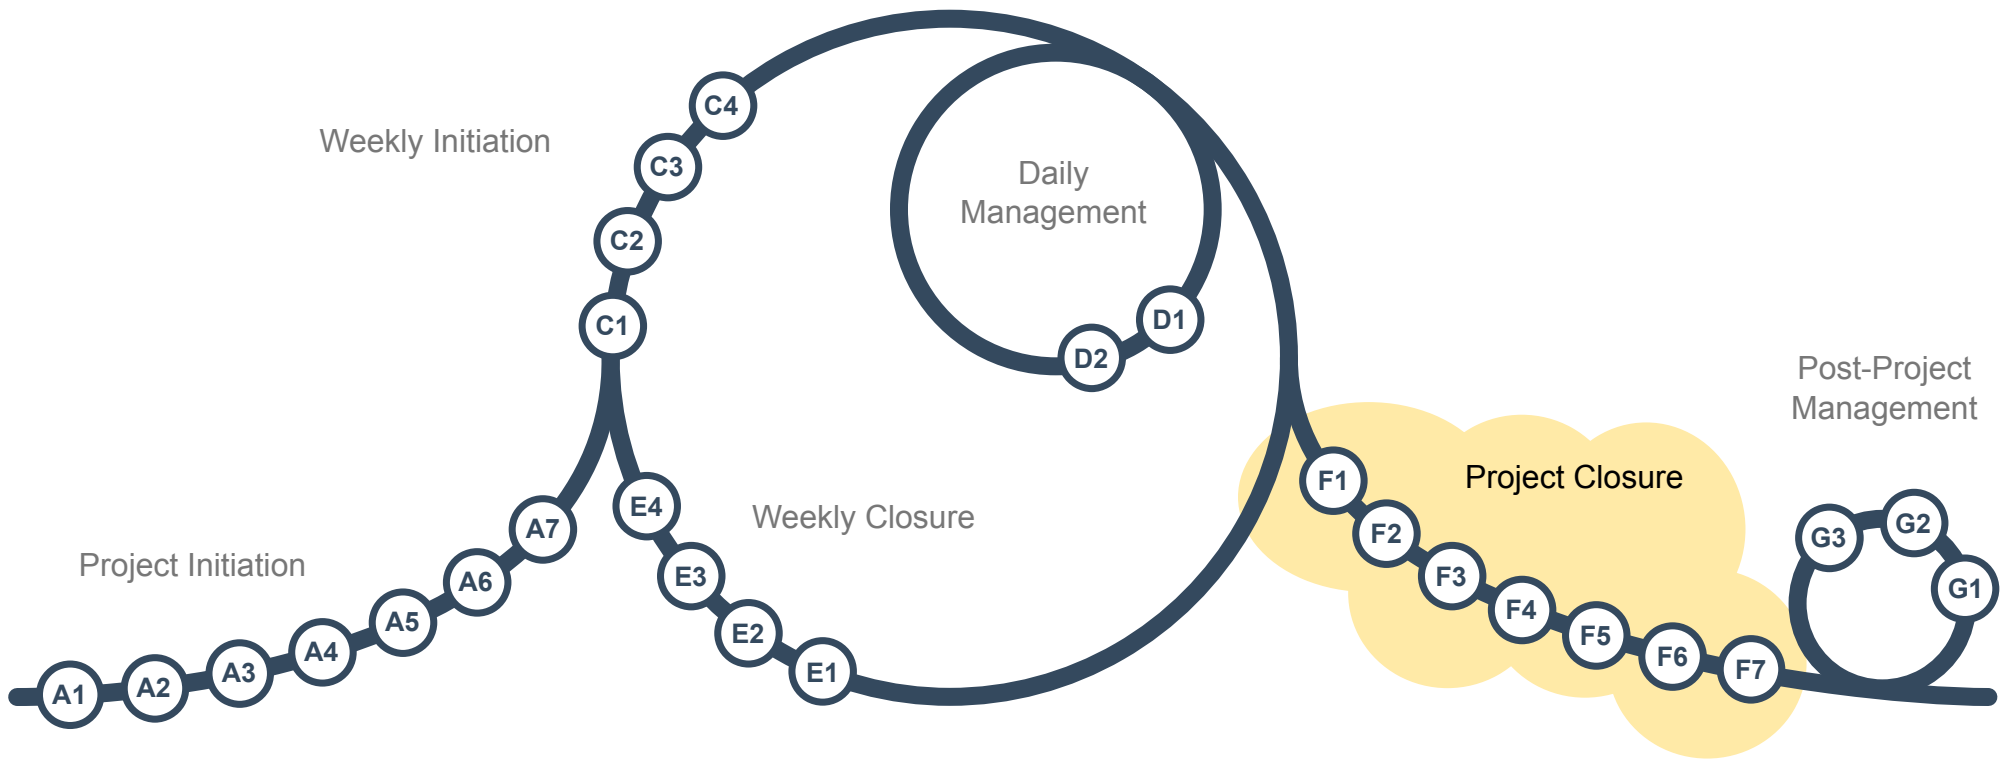 Project Initiation
A1
A2
A3
A4
A5
A6
A7
Weekly Initiation
C1
C2
C3
C4
Daily
Management
D1
D2
Weekly Closure
E1
E2
E3
E4
Project Closure
F1
F2
F3
F4
F5
F6
F7
Post-Project
Management
G1
G2
G3